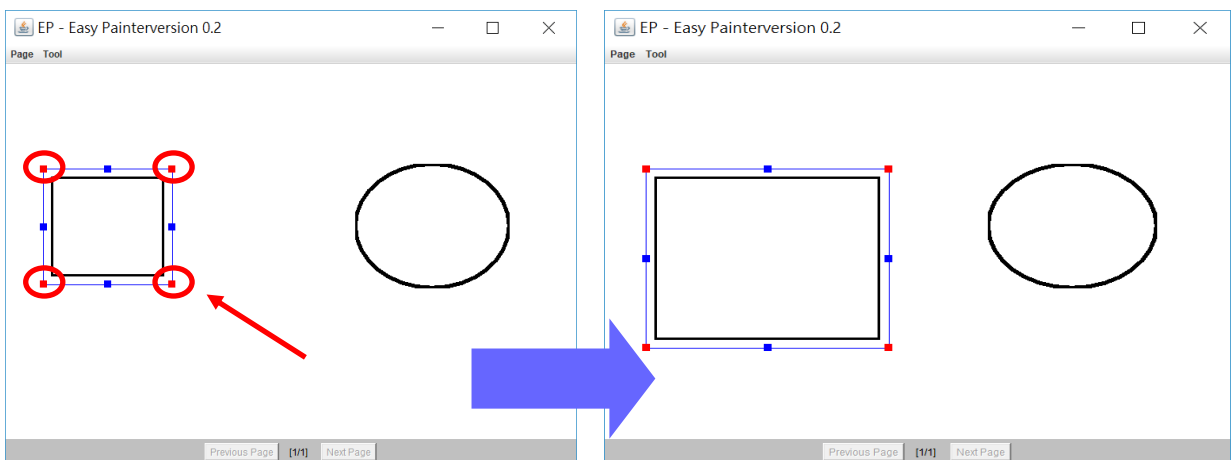 EP - Easy Painterversion 0.2
Page Tool
Previous Page [1/1] Next Page
EP - Easy Painterversion 0.2
Page Tool
Previous Page [1/1] Next Page